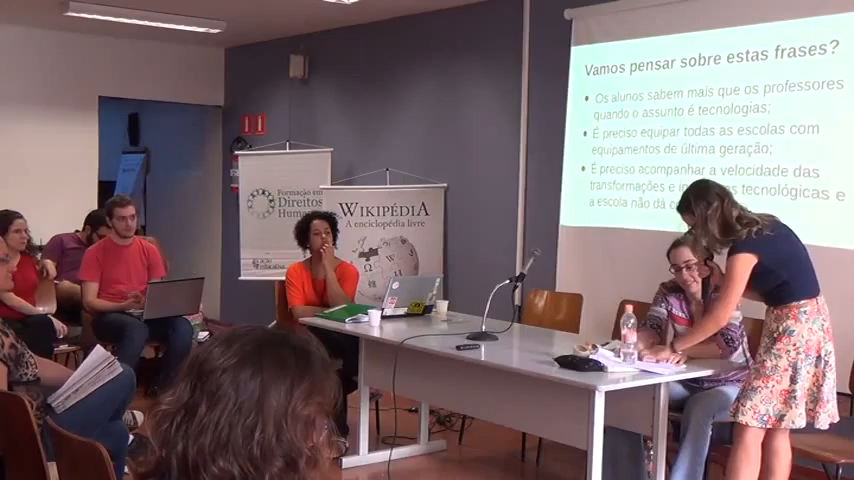 Vamos pensar sobre estas frases?
• Os alunos sabem mais que os professores
quando o assunto é tecnologias;
• É preciso equipar todas as escolas com
equipamentos de última geração;
• É preciso acompanhar a velocidade das
transformações e tecnológicas e
a escola não dá
Formação em
Direitos
Humanos
WIKIPÉDIA
A enciclopédia livre